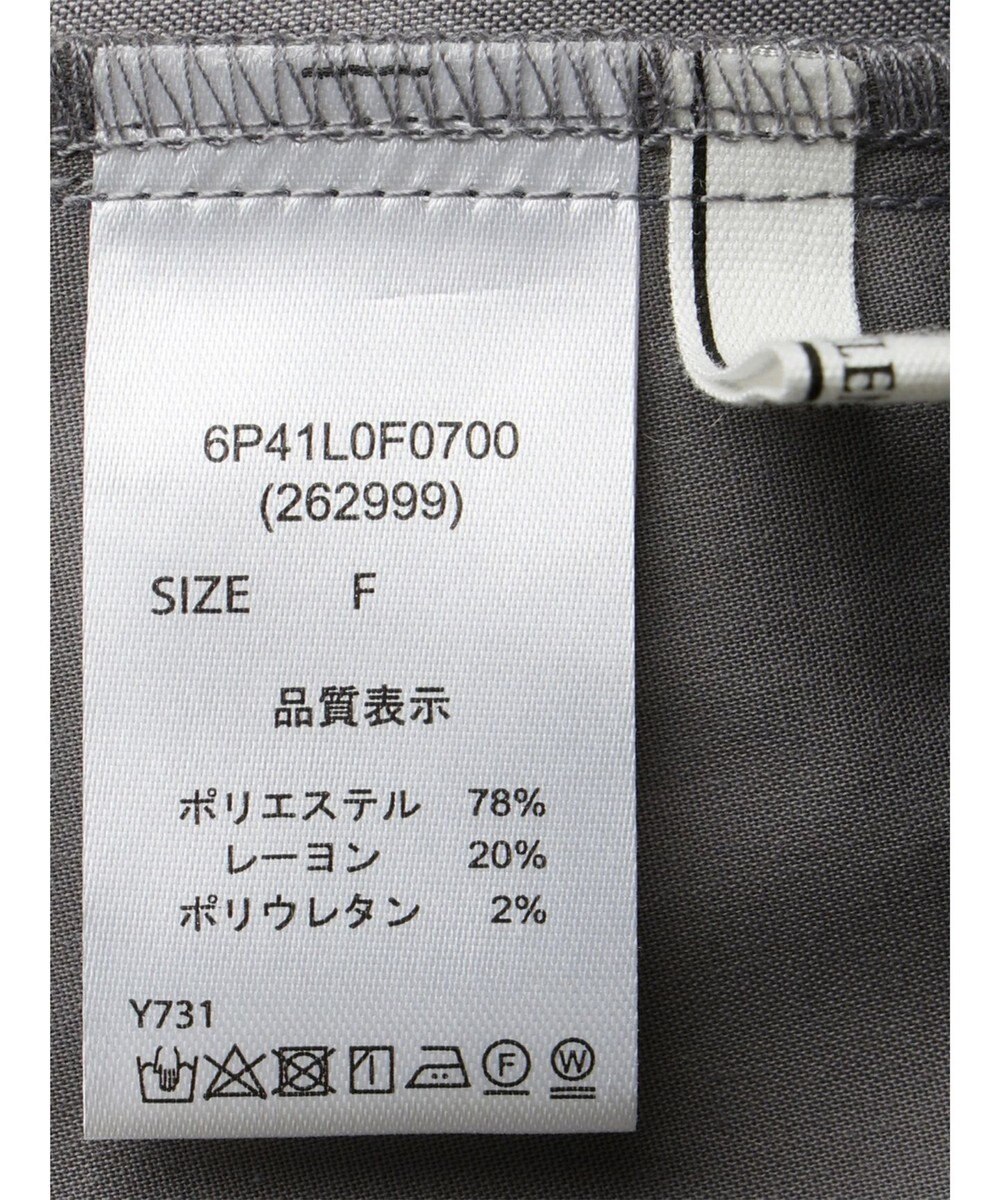 6P41L0F0700
(262999)
SIZE F
品質表示
ポリエステル 78%
レーヨン 20%
ポリウレタン 2%
Y731
F W